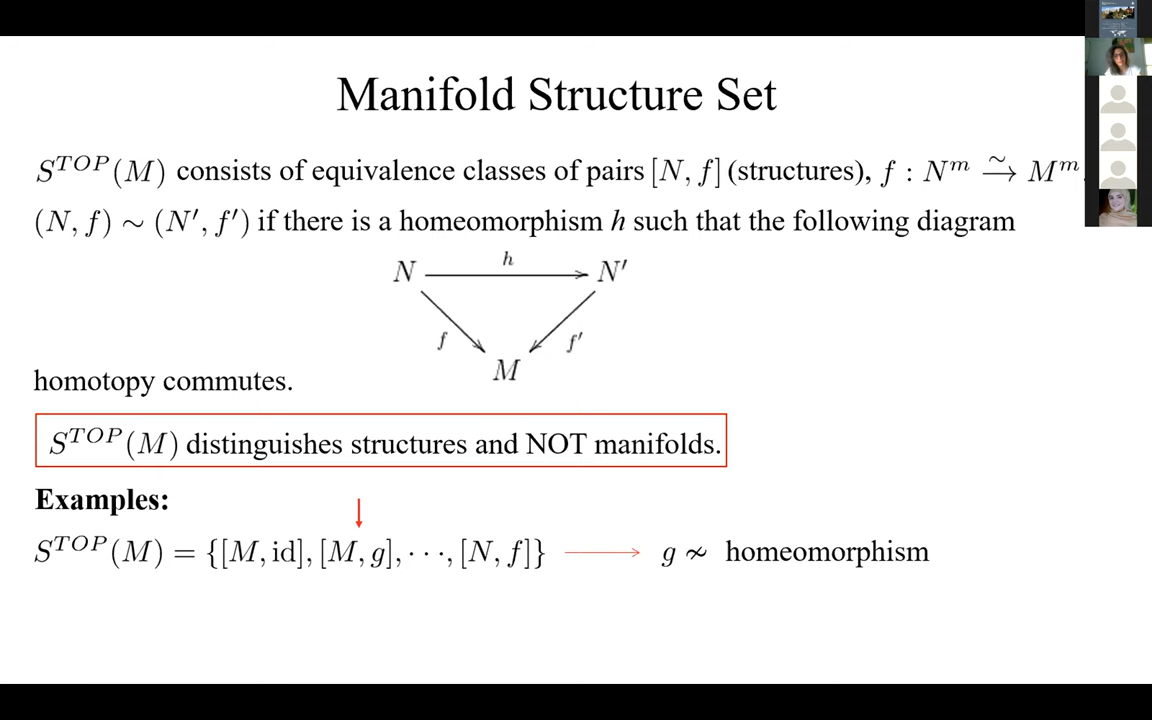 Manifold Structure Set
S^{TOP}(M) consists of equivalence classes of pairs [N, f] (structures), f : N^m ⥲ M^m.
(N, f) ∼ (N′, f′) if there is a homeomorphism h such that the following diagram
h
N N′
f f′
M
homotopy commutes.
S^{TOP}(M) distinguishes structures and NOT manifolds.
Examples:
S^{TOP}(M) = {[M, id], [M, g], · · ·, [N, f]} ⟶ g ≁ homeomorphism